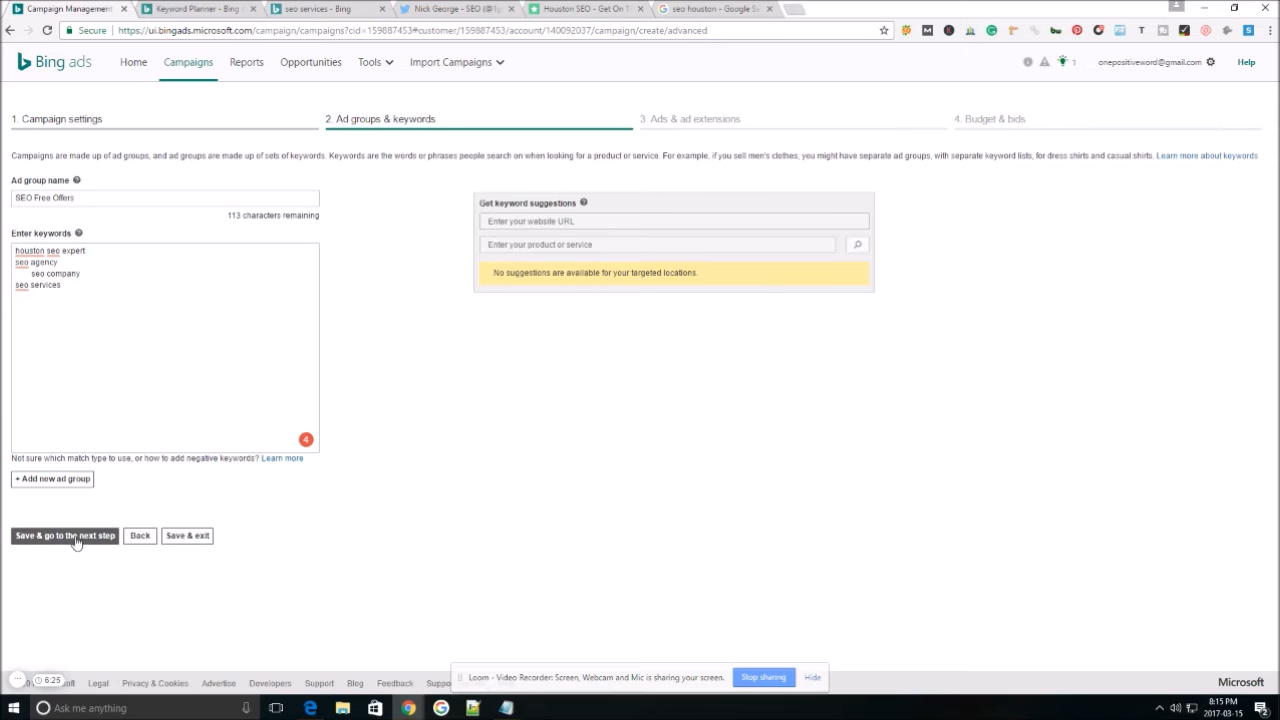 Campaign Management
Keyword Planner - Bing
seo services - Bing
Nick George - SEO
Houston SEO - Get On
seo houston - Google Se
Secure
https://ui.bingads.microsoft.com/campaign/campaigns?cid=159887453#customer/159887453/account/140092037/campaign/create/advanced
Bing ads
Home
Campaigns
Reports
Opportunities
Tools
Import Campaigns
1
onepositiveword@gmail.com
Help
1. Campaign settings
2. Ad groups & keywords
3. Ads & ad extensions
4. Budget & bids
Campaigns are made up of ad groups, and ad groups are made up of sets of keywords. Keywords are the words or phrases people search on when looking for a product or service. For example, if you sell men's clothes, you might have separate ad groups, with separate keyword lists, for dress shirts and casual shirts. Learn more about keywords
Ad group name
SEO Free Offers
113 characters remaining
Enter keywords
houston seo expert
seo agency
seo company
seo services
4
Not sure which match type to use, or how to add negative keywords? Learn more
+ Add new ad group
Save & go to the next step
Back
Save & exit
Get keyword suggestions
Enter your website URL
Enter your product or service
No suggestions are available for your targeted locations.
6:25
Legal
Privacy & Cookies
Advertise
Developers
Support
Blog
Feedback
Loom - Video Recorder: Screen, Webcam and Mic is sharing your screen.
Stop sharing
Hide
Microsoft
Ask me anything
8:15 PM
2017-03-15